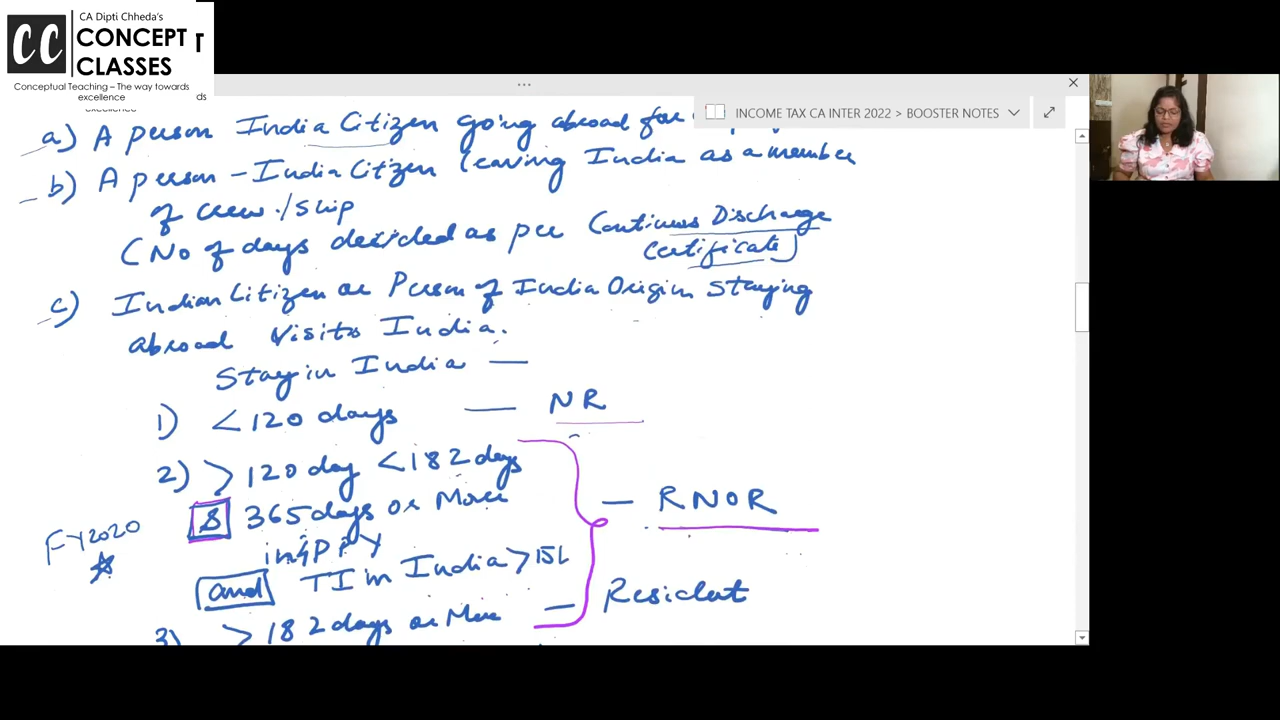 CA Dipti Chheda's
CC CONCEPT T
CLASSES
Conceptual Teaching – The way towards
excellence ds
INCOME TAX CA INTER 2022 > BOOSTER NOTES
a) A person India Citizen going abroad for
b) A person - India Citizen leaving India as a member
of crew./Ship
(No of days decided as per Continuous Discharge
Certificate)
c) Indian Citizen or Person of India Origin Staying
abroad Visits India.
Stay in India —
1) <120 days — NR
2) >120 day <182 days
& 365 days or More — RNOR
in 4 PPY
FY2020
and TI in India >15L
3) >182 days or More — Resident